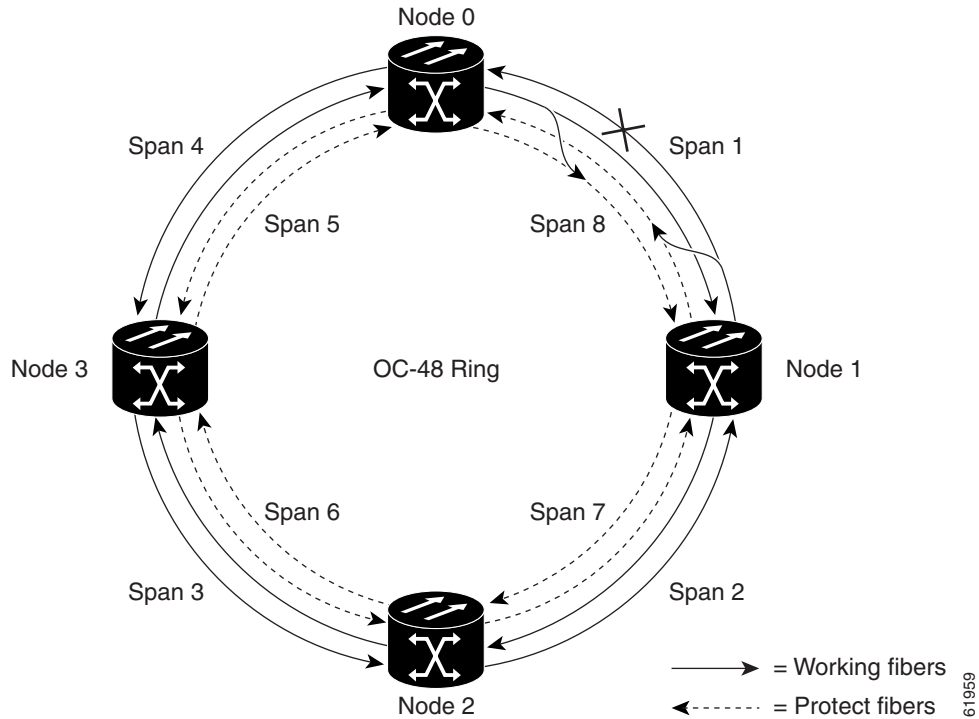 Node 0
Span 4
Span 1
Span 5
Span 8
Node 3
OC-48 Ring
Node 1
Span 6
Span 7
Span 3
Span 2
Node 2
= Working fibers
= Protect fibers
61959